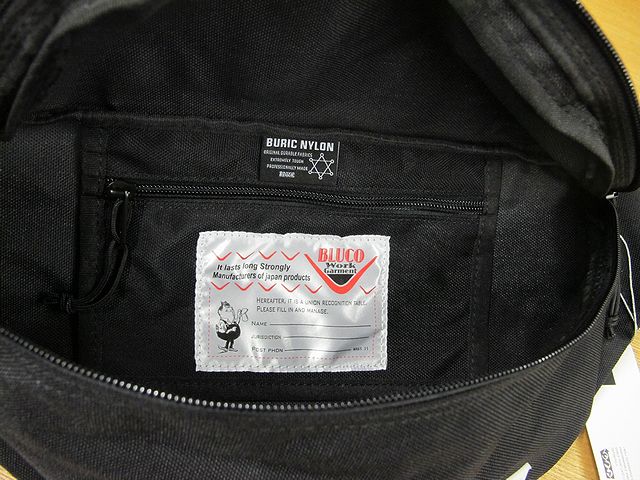 BURIC NYLON
ORIGINAL DURABLE FABRICS
EXTREMELY TOUGH
PROFESSIONALLY MADE
BLUCO
Work
Garment
It lasts long Strongly
Manufacturers of japan products
HEREAFTER, IT IS A UNION RECOGNITION TABLE.
PLEASE FILL IN AND MANAGE.
NAME
JURISDICTION
POST PHON